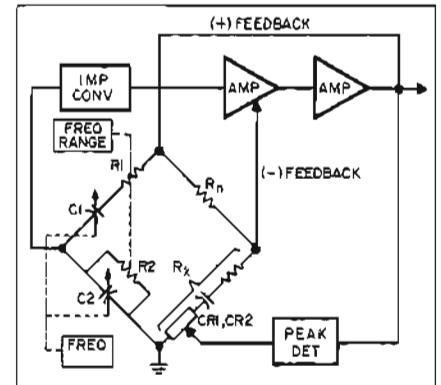 (+) FEEDBACK
IMP
CONV
AMP
AMP
FREQ
RANGE
R1
Rn
(-) FEEDBACK
C1
R2
Rx
C2
CR1, CR2
FREQ
PEAK
DET